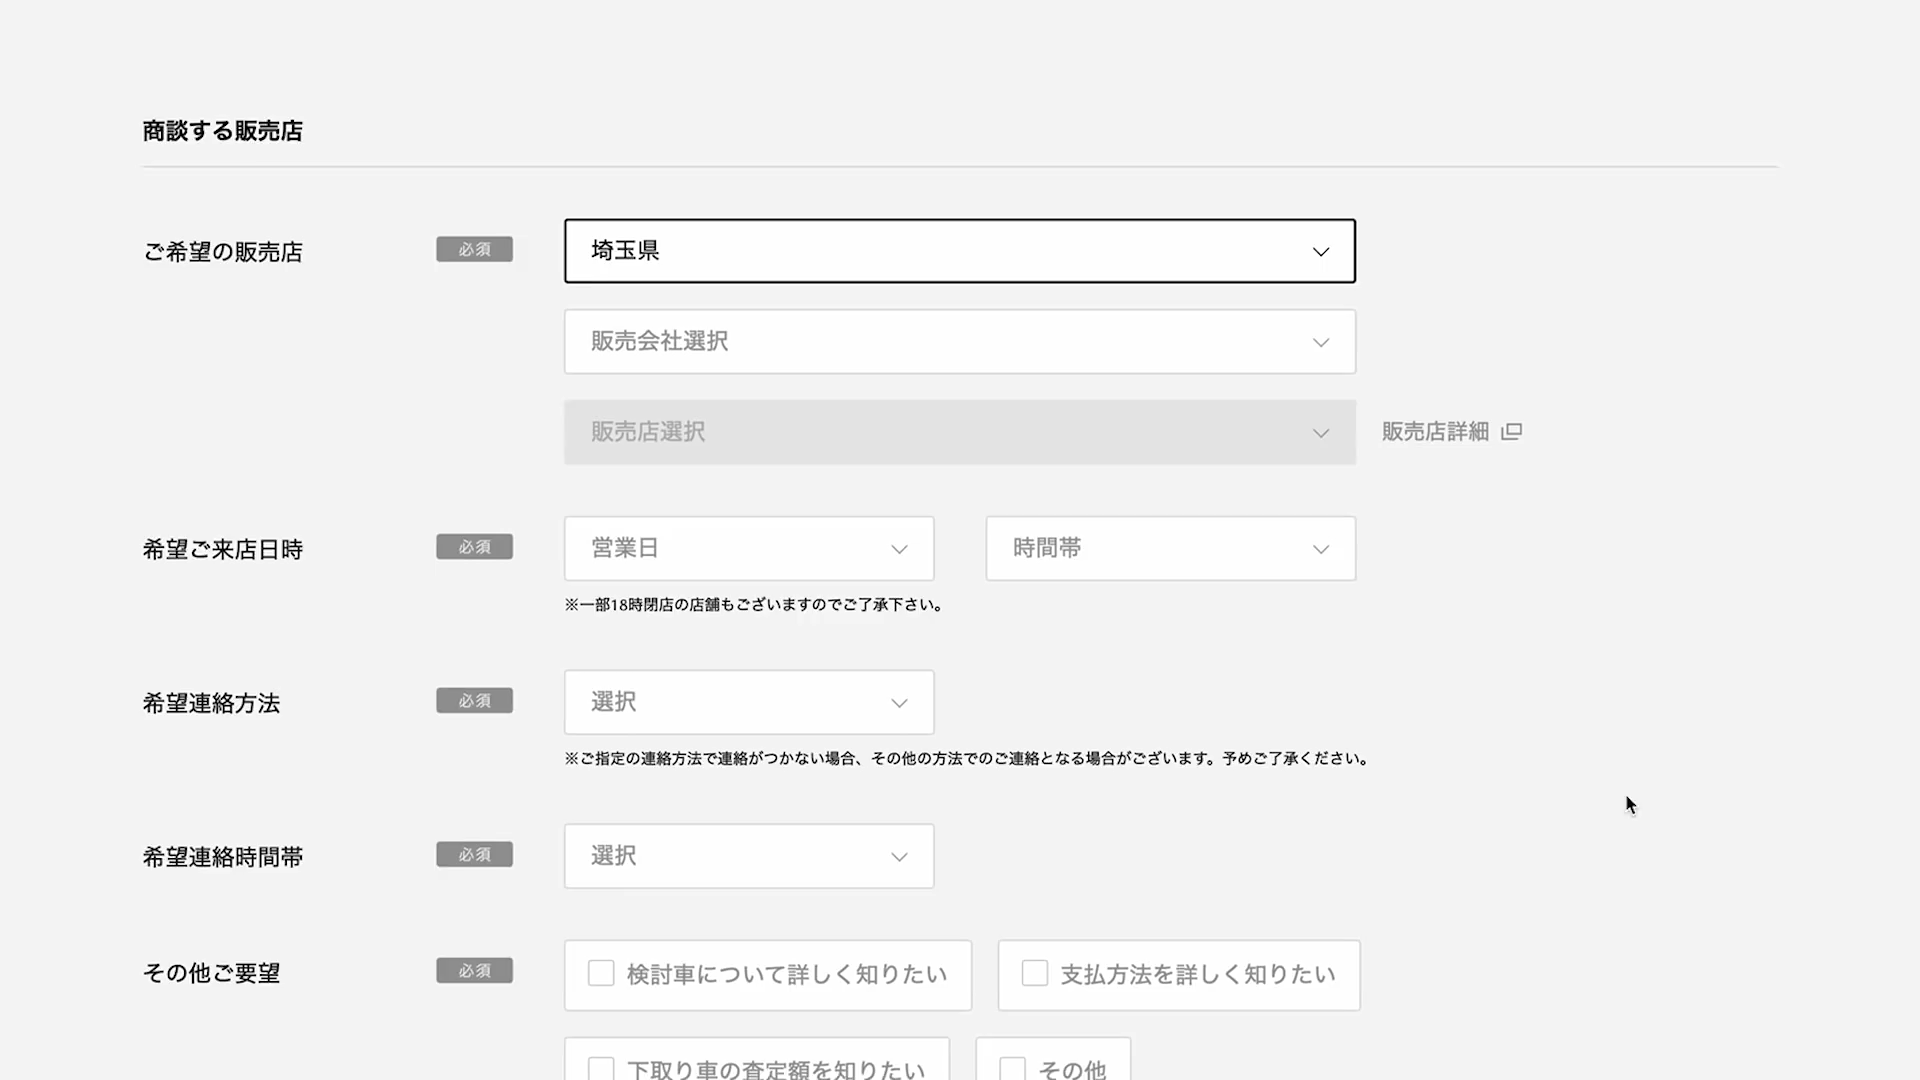 商談する販売店
ご希望の販売店 必須 埼玉県
販売会社選択
販売店選択 販売店詳細
希望ご来店日時 必須 営業日 時間帯
※一部18時閉店の店舗もございますのでご了承下さい。
希望連絡方法 必須 選択
※ご指定の連絡方法で連絡がつかない場合、その他の方法でのご連絡となる場合がございます。予めご了承ください。
希望連絡時間帯 必須 選択
その他ご要望 必須 検討車について詳しく知りたい 支払方法を詳しく知りたい
下取り車の査定額を知りたい その他